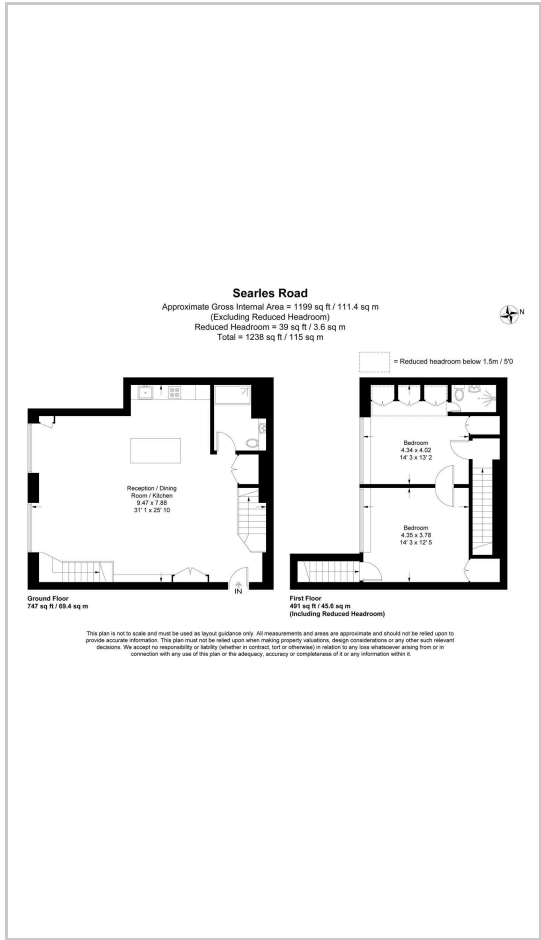 Searles Road
Approximate Gross Internal Area = 1199 sq ft / 111.4 sq m
(Excluding Reduced Headroom)
Reduced Headroom = 39 sq ft / 3.6 sq m
Total = 1238 sq ft / 115 sq m
N
= Reduced headroom below 1.5m / 5'0
Reception / Dining
Room / Kitchen
9.47 x 7.88
31' 1 x 25' 10
IN
Ground Floor
747 sq ft / 69.4 sq m
Bedroom
4.34 x 4.02
14' 3 x 13' 2
Bedroom
4.35 x 3.78
14' 3 x 12' 5
First Floor
491 sq ft / 45.6 sq m
(Including Reduced Headroom)
This plan is not to scale and must be used as layout guidance only. All measurements and areas are approximate and should not be relied upon to
provide accurate information. This plan must not be relied upon when making property valuations, design considerations or any other such relevant
decisions. We accept no responsibility or liability (whether in contract, tort or otherwise) in relation to any loss whatsoever arising from or in
connection with any use of this plan or the adequacy, accuracy or completeness of it or any information within it.